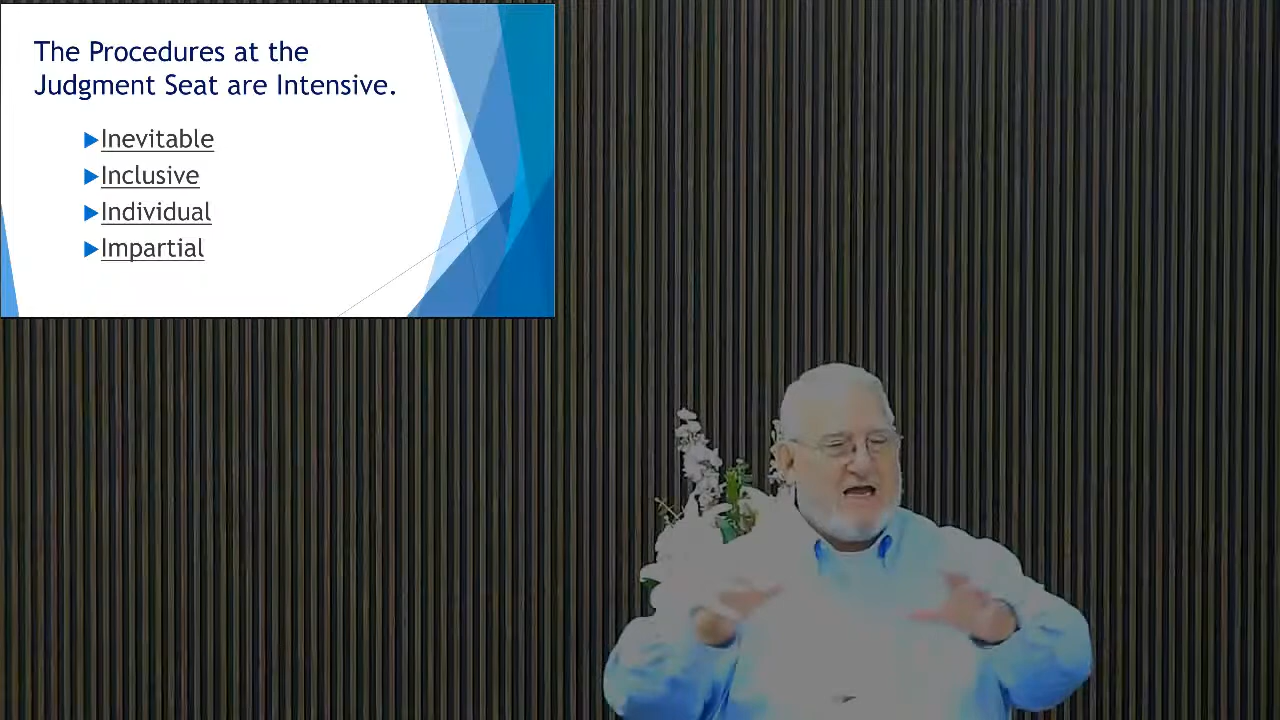 The Procedures at the
Judgment Seat are Intensive.
Inevitable
Inclusive
Individual
Impartial